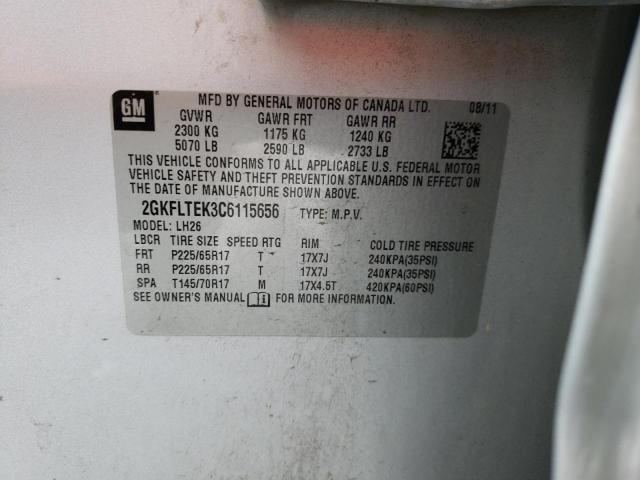 GM
MFD BY GENERAL MOTORS OF CANADA LTD. 08/11
GVWR GAWR FRT GAWR RR
2300 KG 1175 KG 1240 KG
5070 LB 2590 LB 2733 LB
THIS VEHICLE CONFORMS TO ALL APPLICABLE U.S. FEDERAL MOTOR
VEHICLE SAFETY AND THEFT PREVENTION STANDARDS IN EFFECT ON
THE DATE OF MANUFACTURE SHOWN ABOVE.
2GKFLTEK3C6115656 TYPE: M.P.V.
MODEL: LH26
LBCR TIRE SIZE SPEED RTG RIM COLD TIRE PRESSURE
FRT P225/65R17 T 17X7J 240KPA(35PSI)
RR P225/65R17 T 17X7J 240KPA(35PSI)
SPA T145/70R17 M 17X4.5T 420KPA(60PSI)
SEE OWNER'S MANUAL FOR MORE INFORMATION.